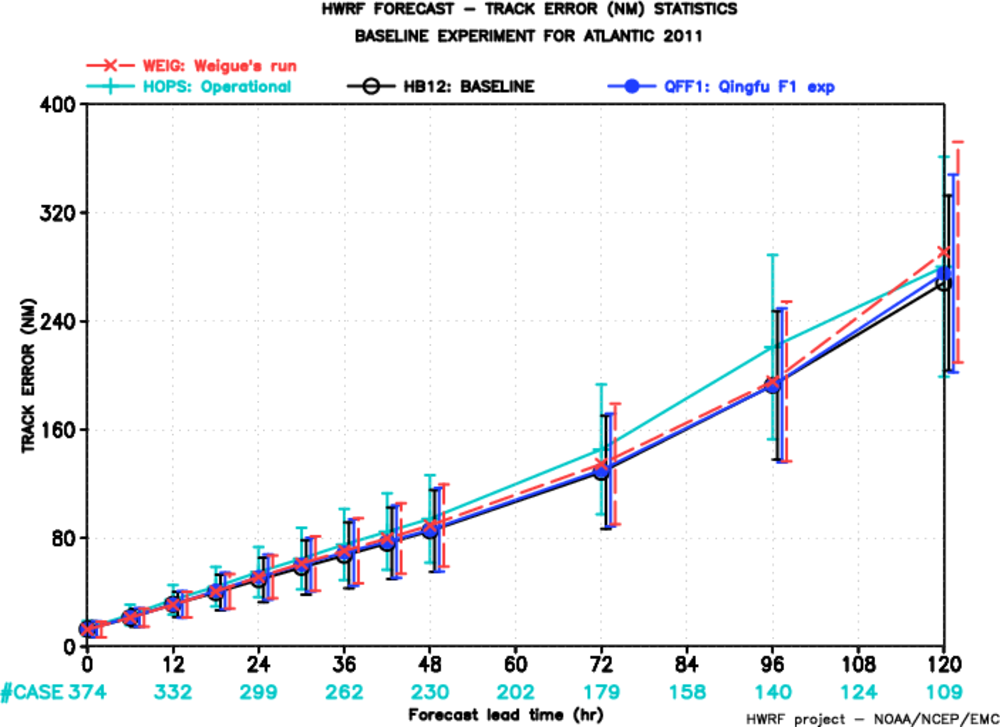 HWRF FORECAST – TRACK ERROR (NM) STATISTICS
BASELINE EXPERIMENT FOR ATLANTIC 2011
WEIG: Weigue's run
HOPS: Operational HB12: BASELINE QFF1: Qingfu F1 exp
400
320
240
160
80
0
TRACK ERROR (NM)
0 12 24 36 48 60 72 84 96 108 120
#CASE 374 332 299 262 230 202 179 158 140 124 109
Forecast lead time (hr)
HWRF project – NOAA/NCEP/EMC